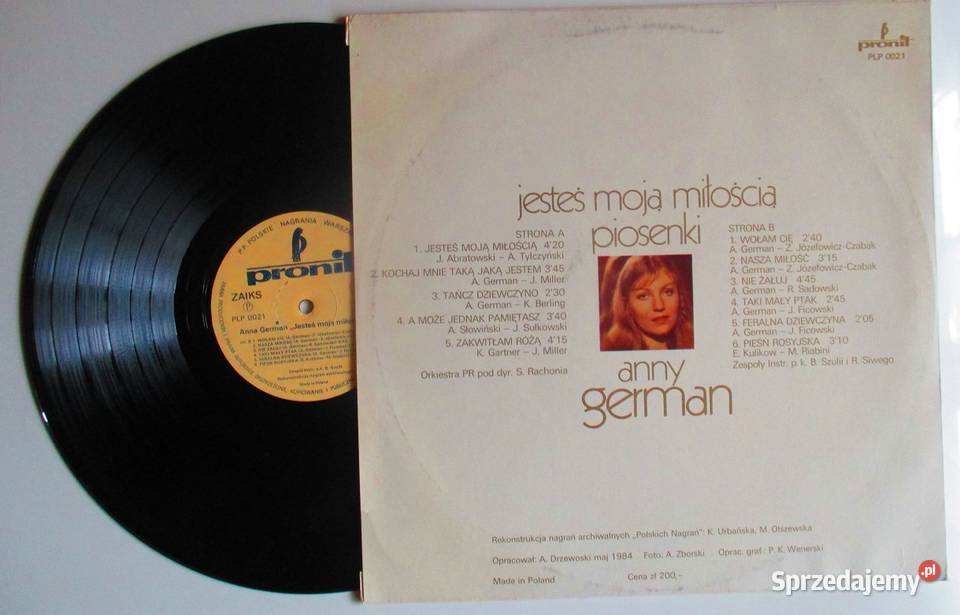 P.P. POLSKIE NAGRANIA
pronit
ZAIKS
P
PLP 0021
Anna German „Jesteś moją
Made in Poland
pronit
PLP 0021
jesteś moją miłością
piosenki
anny
german
STRONA A
1. JESTEŚ MOJĄ MIŁOŚCIĄ 4'20
J. Abratowski – A. Tylczyński
2. KOCHAJ MNIE TAKĄ JAKĄ JESTEM 3'45
A. German – J. Miller
3. TAŃCZ DZIEWCZYNO 2'30
A. German – K. Berling
4. A MOŻE JEDNAK PAMIĘTASZ 3'40
A. Słowiński – J. Sułkowski
5. ZAKWITŁAM RÓŻĄ 4'15
K. Gartner – J. Miller
Orkiestra PR pod dyr. S. Rachonia
STRONA B
1. WOŁAM CIĘ 2'40
A. German – Z. Józefowicz-Czabak
2. NASZA MIŁOŚĆ 3'15
A. German – Z. Józefowicz-Czabak
3. NIE ŻAŁUJ 2'45
A. German – R. Sadowski
4. TAKI MAŁY PTAK 2'45
A. German – J. Ficowski
5. FERALNA DZIEWCZYNA 2'05
A. German – J. Ficowski
6. PIEŚŃ ROSYJSKA 3'10
E. Kulikow – M. Riabini
Zespoły Instr.: p.k. B. Szulii i R. Siwego
Rekonstrukcja nagrań archiwalnych „Polskich Nagrań”: K. Urbańska, M. Olszewska
Opracował: A. Drzewoski maj 1984 Foto: A. Zborski Oprac. graf.: P. K. Wenerski
Made in Poland Cena zł 200,–
Sprzedajemy.pl